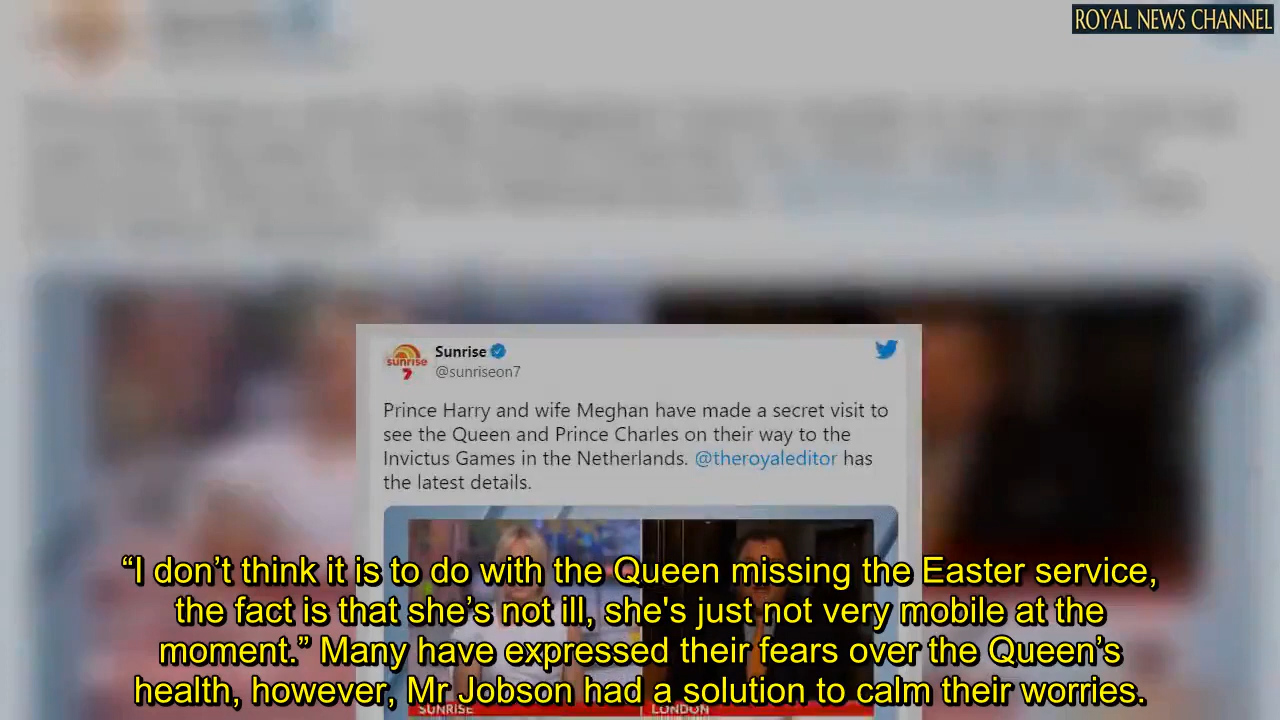 ROYAL NEWS CHANNEL
sunrise
7
Sunrise
@sunriseon7
Prince Harry and wife Meghan have made a secret visit to
see the Queen and Prince Charles on their way to the
Invictus Games in the Netherlands. @theroyaleditor has
the latest details.
“I don’t think it is to do with the Queen missing the Easter service,
the fact is that she’s not ill, she's just not very mobile at the
moment.” Many have expressed their fears over the Queen’s
health, however, Mr Jobson had a solution to calm their worries.
SUNRISE
LONDON